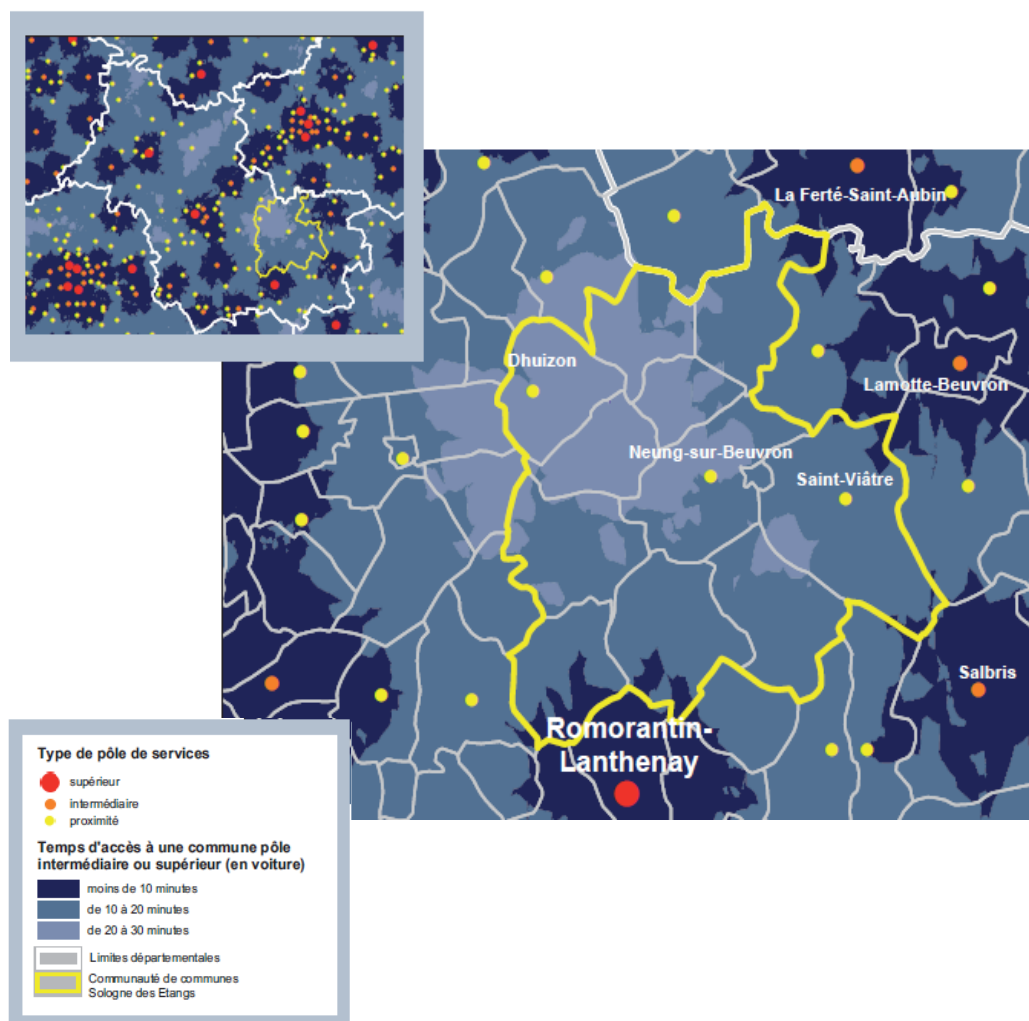 La Ferté-Saint-Aubin
Dhuizon
Lamotte-Beuvron
Neung-sur-Beuvron
Saint-Viâtre
Salbris
Romorantin-
Lanthenay
Type de pôle de services
supérieur
intermédiaire
proximité
Temps d'accès à une commune pôle
intermédiaire ou supérieur (en voiture)
moins de 10 minutes
de 10 à 20 minutes
de 20 à 30 minutes
Limites départementales
Communauté de communes
Sologne des Etangs